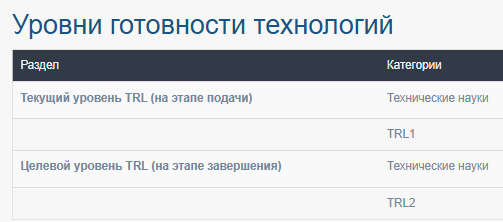 Уровни готовности технологий
Раздел Категории
Текущий уровень TRL (на этапе подачи) Технические науки
TRL1
Целевой уровень TRL (на этапе завершения) Технические науки
TRL2